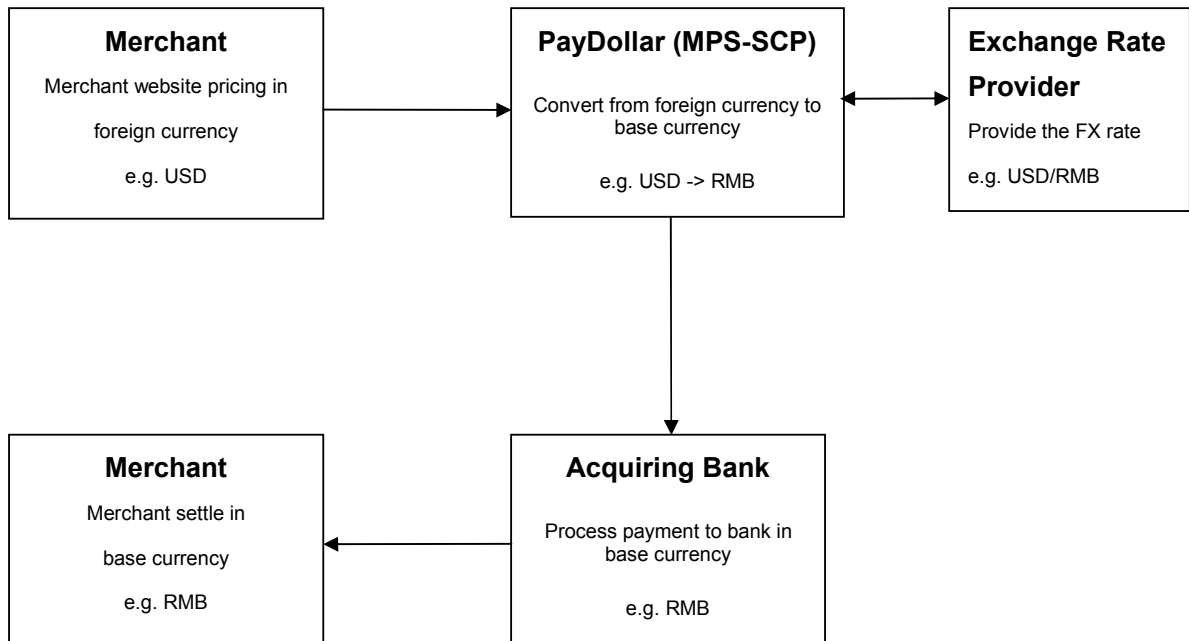 Merchant
Merchant website pricing in
foreign currency
e.g. USD
PayDollar (MPS-SCP)
Convert from foreign currency to
base currency
e.g. USD -> RMB
Exchange Rate
Provider
Provide the FX rate
e.g. USD/RMB
Merchant
Merchant settle in
base currency
e.g. RMB
Acquiring Bank
Process payment to bank in
base currency
e.g. RMB